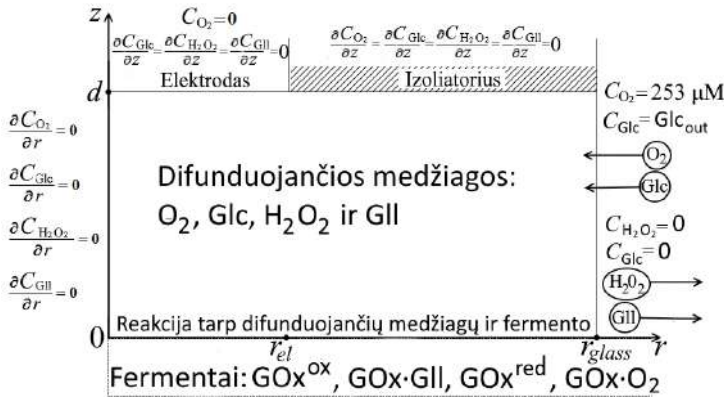 z
C_O₂=0
∂C_Glc/∂z = ∂C_H₂O₂/∂z = ∂C_Gll/∂z =0
∂C_O₂/∂z = ∂C_Glc/∂z = ∂C_H₂O₂/∂z = ∂C_Gll/∂z =0
Elektrodas
Izoliatorius
d
C_O₂=253 μM
C_Glc=Glc_out
∂C_O₂/∂r = 0
O₂
Difunduojančios medžiagos:
∂C_Glc/∂r = 0
Glc
O₂, Glc, H₂O₂ ir Gll
∂C_H₂O₂/∂r = 0
C_H₂O₂=0
C_Glc=0
∂C_Gll/∂r = 0
H₂0₂
Gll
Reakcija tarp difunduojančių medžiagų ir fermento
0
r_el
r_glass
r
Fermentai: GOx^ox, GOx·Gll, GOx^red, GOx·O₂